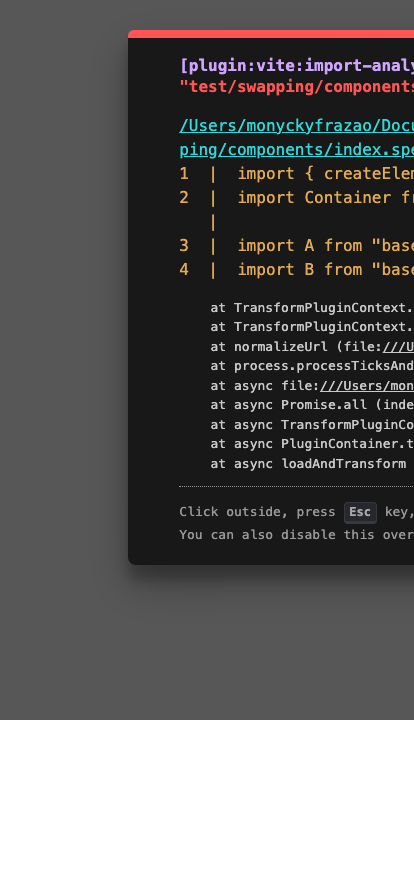 [plugin:vite:import-analy
"test/swapping/components
/Users/monyckyfrazao/Docu
ping/components/index.spe
1  |  import { createElem
2  |  import Container fr
   |
3  |  import A from "base
4  |  import B from "base
at TransformPluginContext.
at TransformPluginContext.
at normalizeUrl (file:///U
at process.processTicksAnd
at async file:///Users/mon
at async Promise.all (inde
at async TransformPluginCo
at async PluginContainer.t
at async loadAndTransform
Click outside, press Esc key,
You can also disable this over